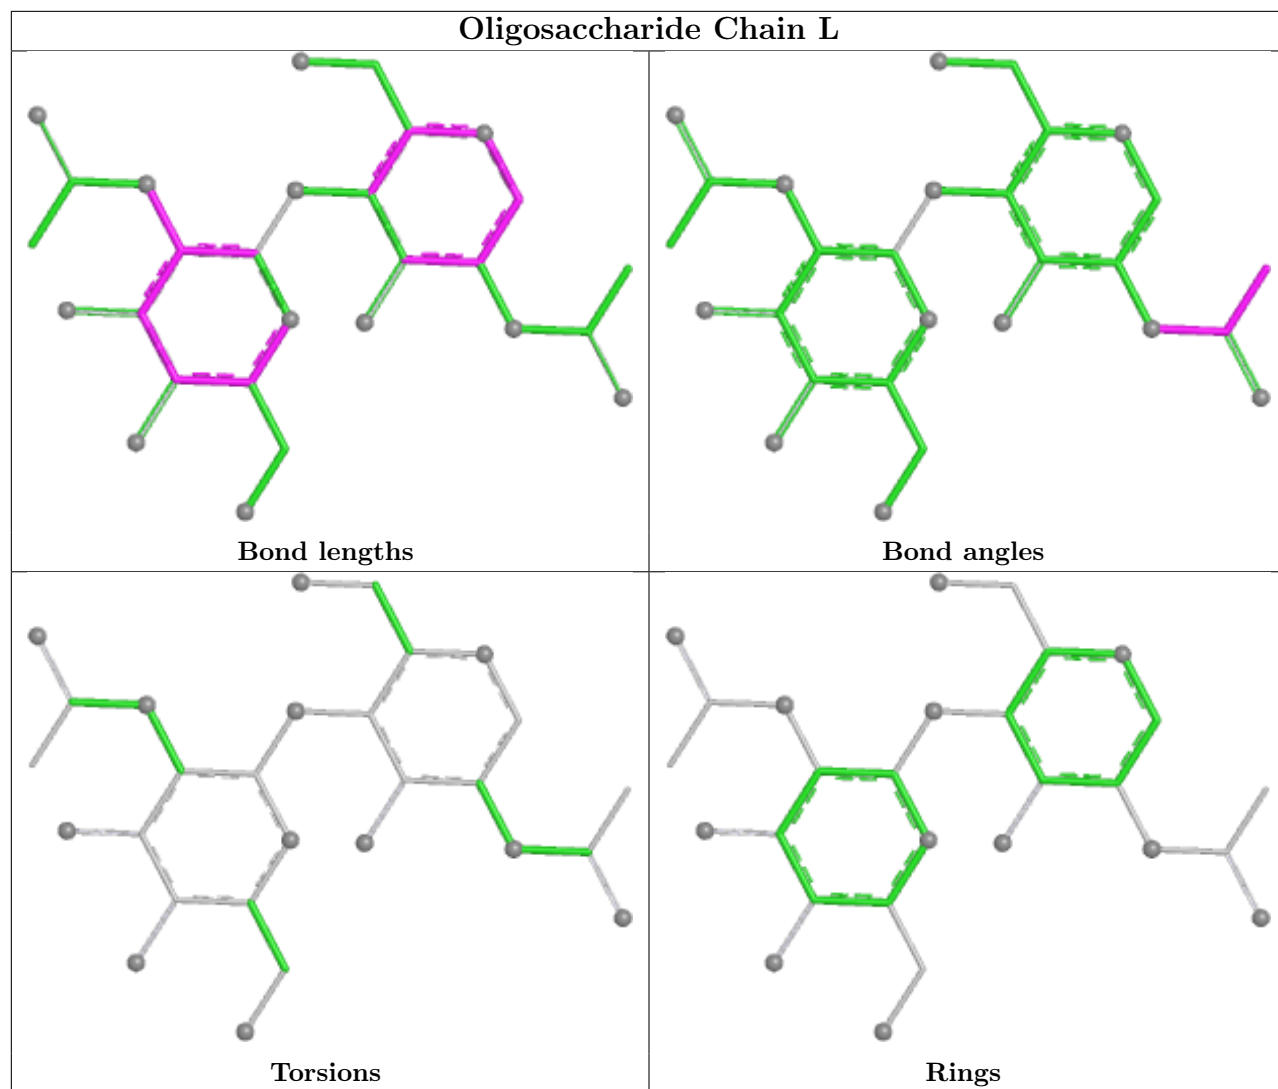 Oligosaccharide Chain L
Bond lengths
Bond angles
Torsions
Rings